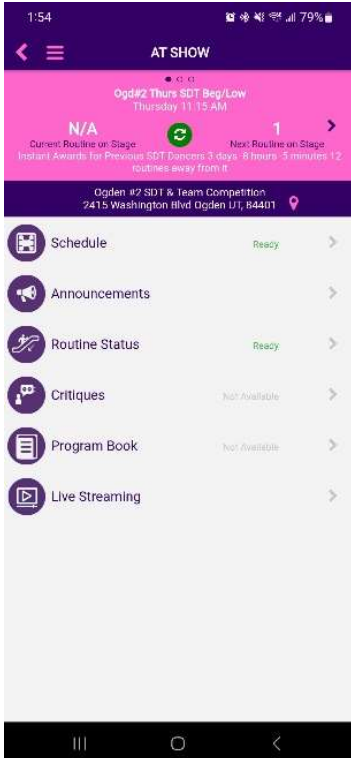 1:54
79%
AT SHOW
Ogd#2 Thurs SDT Beg/Low
Thursday 11:15 AM
N/A
1
Current Routine on Stage
Next Routine on Stage
Instant Awards for Previous SDT Dancers 3 days 8 hours 5 minutes 12
routines away from it
Ogden #2 SDT & Team Competition
2415 Washington Blvd Ogden UT, 84401
Schedule
Ready
Announcements
Routine Status
Ready
Critiques
Not Available
Program Book
Not Available
Live Streaming